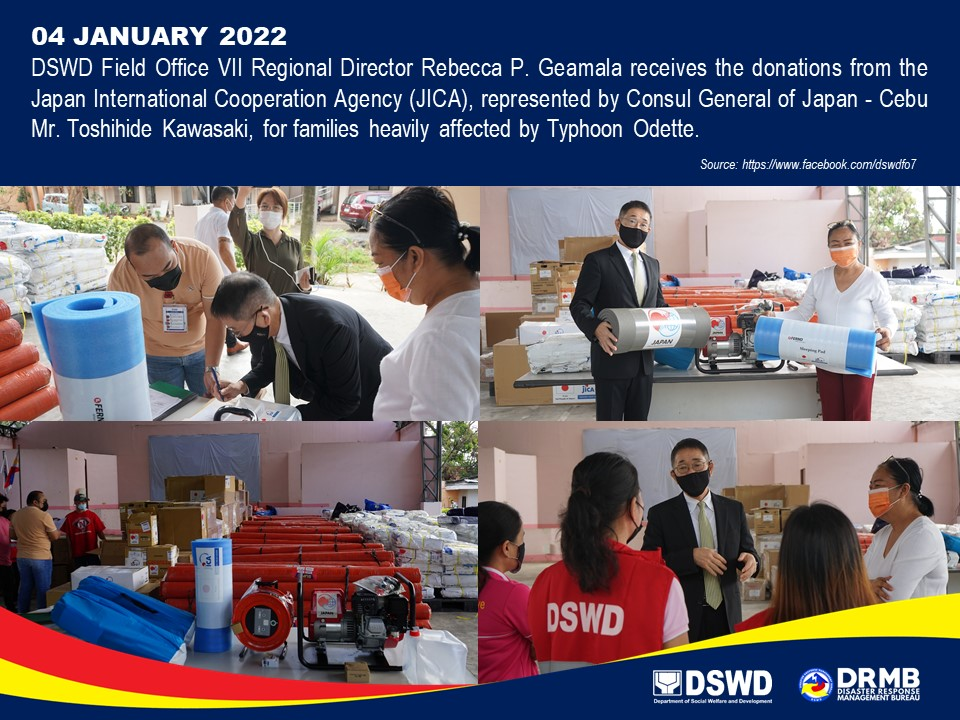 04 JANUARY 2022
DSWD Field Office VII Regional Director Rebecca P. Geamala receives the donations from the
Japan International Cooperation Agency (JICA), represented by Consul General of Japan - Cebu
Mr. Toshihide Kawasaki, for families heavily affected by Typhoon Odette.
Source: https://www.facebook.com/dswdfo7
JAPAN
FERNO
Sleeping Pad
JICA
DSWD
DSWD
Department of Social Welfare and Development
DRMB
DISASTER RESPONSE
MANAGEMENT BUREAU